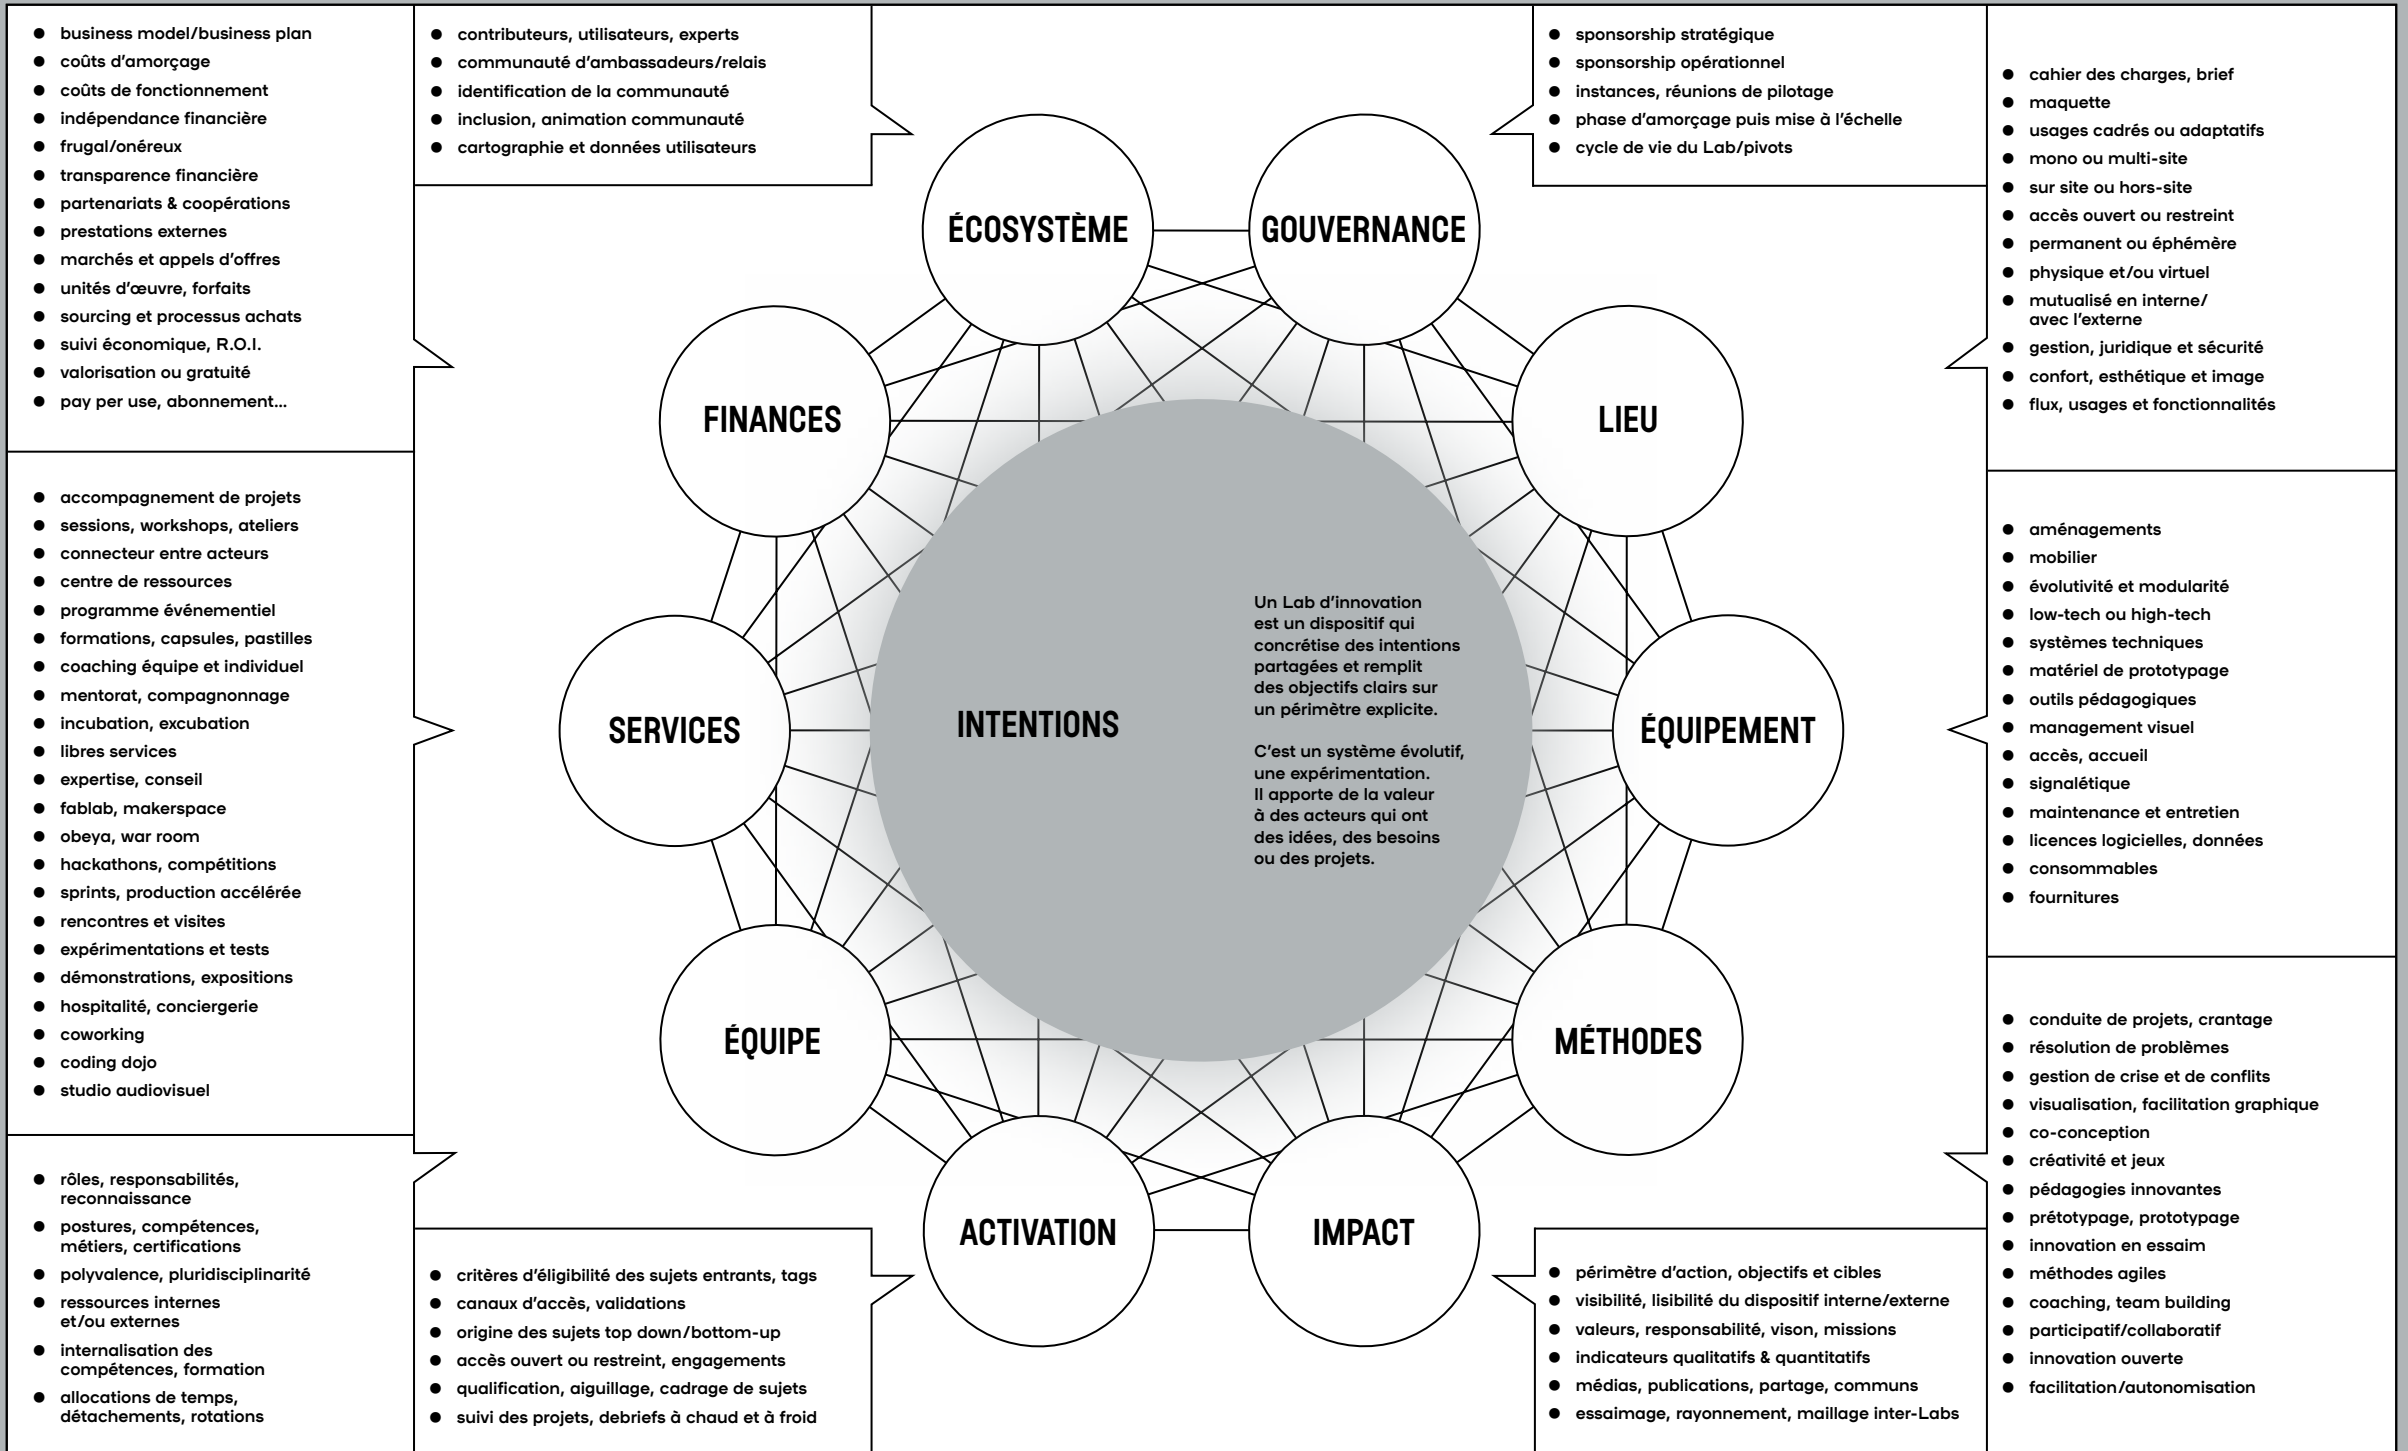 business model/business plan
coûts d'amorçage
coûts de fonctionnement
indépendance financière
frugal/onéreux
transparence financière
partenariats & coopérations
prestations externes
marchés et appels d'offres
unités d'œuvre, forfaits
sourcing et processus achats
suivi économique, R.O.I.
valorisation ou gratuité
pay per use, abonnement...
contributeurs, utilisateurs, experts
communauté d'ambassadeurs/relais
identification de la communauté
inclusion, animation communauté
cartographie et données utilisateurs
sponsorship stratégique
sponsorship opérationnel
instances, réunions de pilotage
phase d'amorçage puis mise à l'échelle
cycle de vie du Lab/pivots
cahier des charges, brief
maquette
usages cadrés ou adaptatifs
mono ou multi-site
sur site ou hors-site
accès ouvert ou restreint
permanent ou éphémère
physique et/ou virtuel
mutualisé en interne/
avec l'externe
gestion, juridique et sécurité
confort, esthétique et image
flux, usages et fonctionnalités
ÉCOSYSTÈME
GOUVERNANCE
FINANCES
LIEU
SERVICES
INTENTIONS
Un Lab d'innovation
est un dispositif qui
concrétise des intentions
partagées et remplit
des objectifs clairs sur
un périmètre explicite.
C'est un système évolutif,
une expérimentation.
Il apporte de la valeur
à des acteurs qui ont
des idées, des besoins
ou des projets.
ÉQUIPEMENT
ÉQUIPE
MÉTHODES
ACTIVATION
IMPACT
accompagnement de projets
sessions, workshops, ateliers
connecteur entre acteurs
centre de ressources
programme événementiel
formations, capsules, pastilles
coaching équipe et individuel
mentorat, compagnonnage
incubation, excubation
libres services
expertise, conseil
fablab, makerspace
obeya, war room
hackathons, compétitions
sprints, production accélérée
rencontres et visites
expérimentations et tests
démonstrations, expositions
hospitalité, conciergerie
coworking
coding dojo
studio audiovisuel
aménagements
mobilier
évolutivité et modularité
low-tech ou high-tech
systèmes techniques
matériel de prototypage
outils pédagogiques
management visuel
accès, accueil
signalétique
maintenance et entretien
licences logicielles, données
consommables
fournitures
rôles, responsabilités,
reconnaissance
postures, compétences,
métiers, certifications
polyvalence, pluridisciplinarité
ressources internes
et/ou externes
internalisation des
compétences, formation
allocations de temps,
détachements, rotations
critères d'éligibilité des sujets entrants, tags
canaux d'accès, validations
origine des sujets top down/bottom-up
accès ouvert ou restreint, engagements
qualification, aiguillage, cadrage de sujets
suivi des projets, debriefs à chaud et à froid
périmètre d'action, objectifs et cibles
visibilité, lisibilité du dispositif interne/externe
valeurs, responsabilité, vison, missions
indicateurs qualitatifs & quantitatifs
médias, publications, partage, communs
essaimage, rayonnement, maillage inter-Labs
conduite de projets, crantage
résolution de problèmes
gestion de crise et de conflits
visualisation, facilitation graphique
co-conception
créativité et jeux
pédagogies innovantes
prétotypage, prototypage
innovation en essaim
méthodes agiles
coaching, team building
participatif/collaboratif
innovation ouverte
facilitation/autonomisation